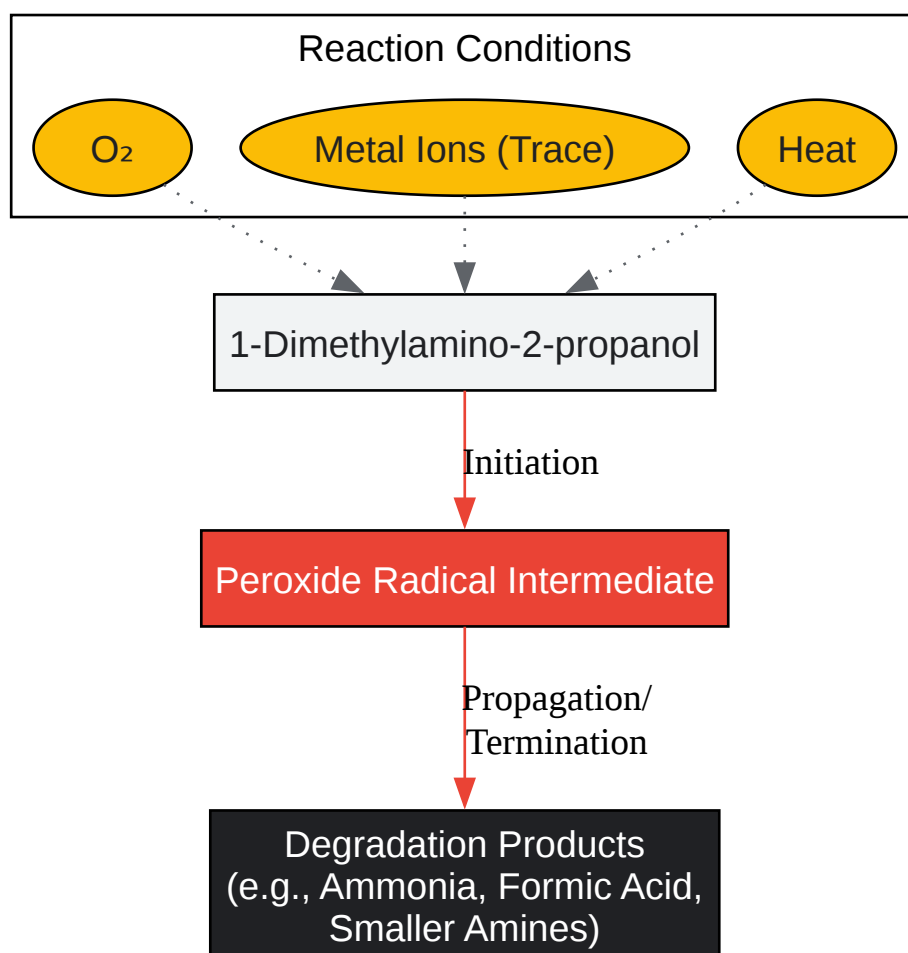 Reaction Conditions
O₂
Metal Ions (Trace)
Heat
1-Dimethylamino-2-propanol
Initiation
Peroxide Radical Intermediate
Propagation/
Termination
Degradation Products
(e.g., Ammonia, Formic Acid,
Smaller Amines)